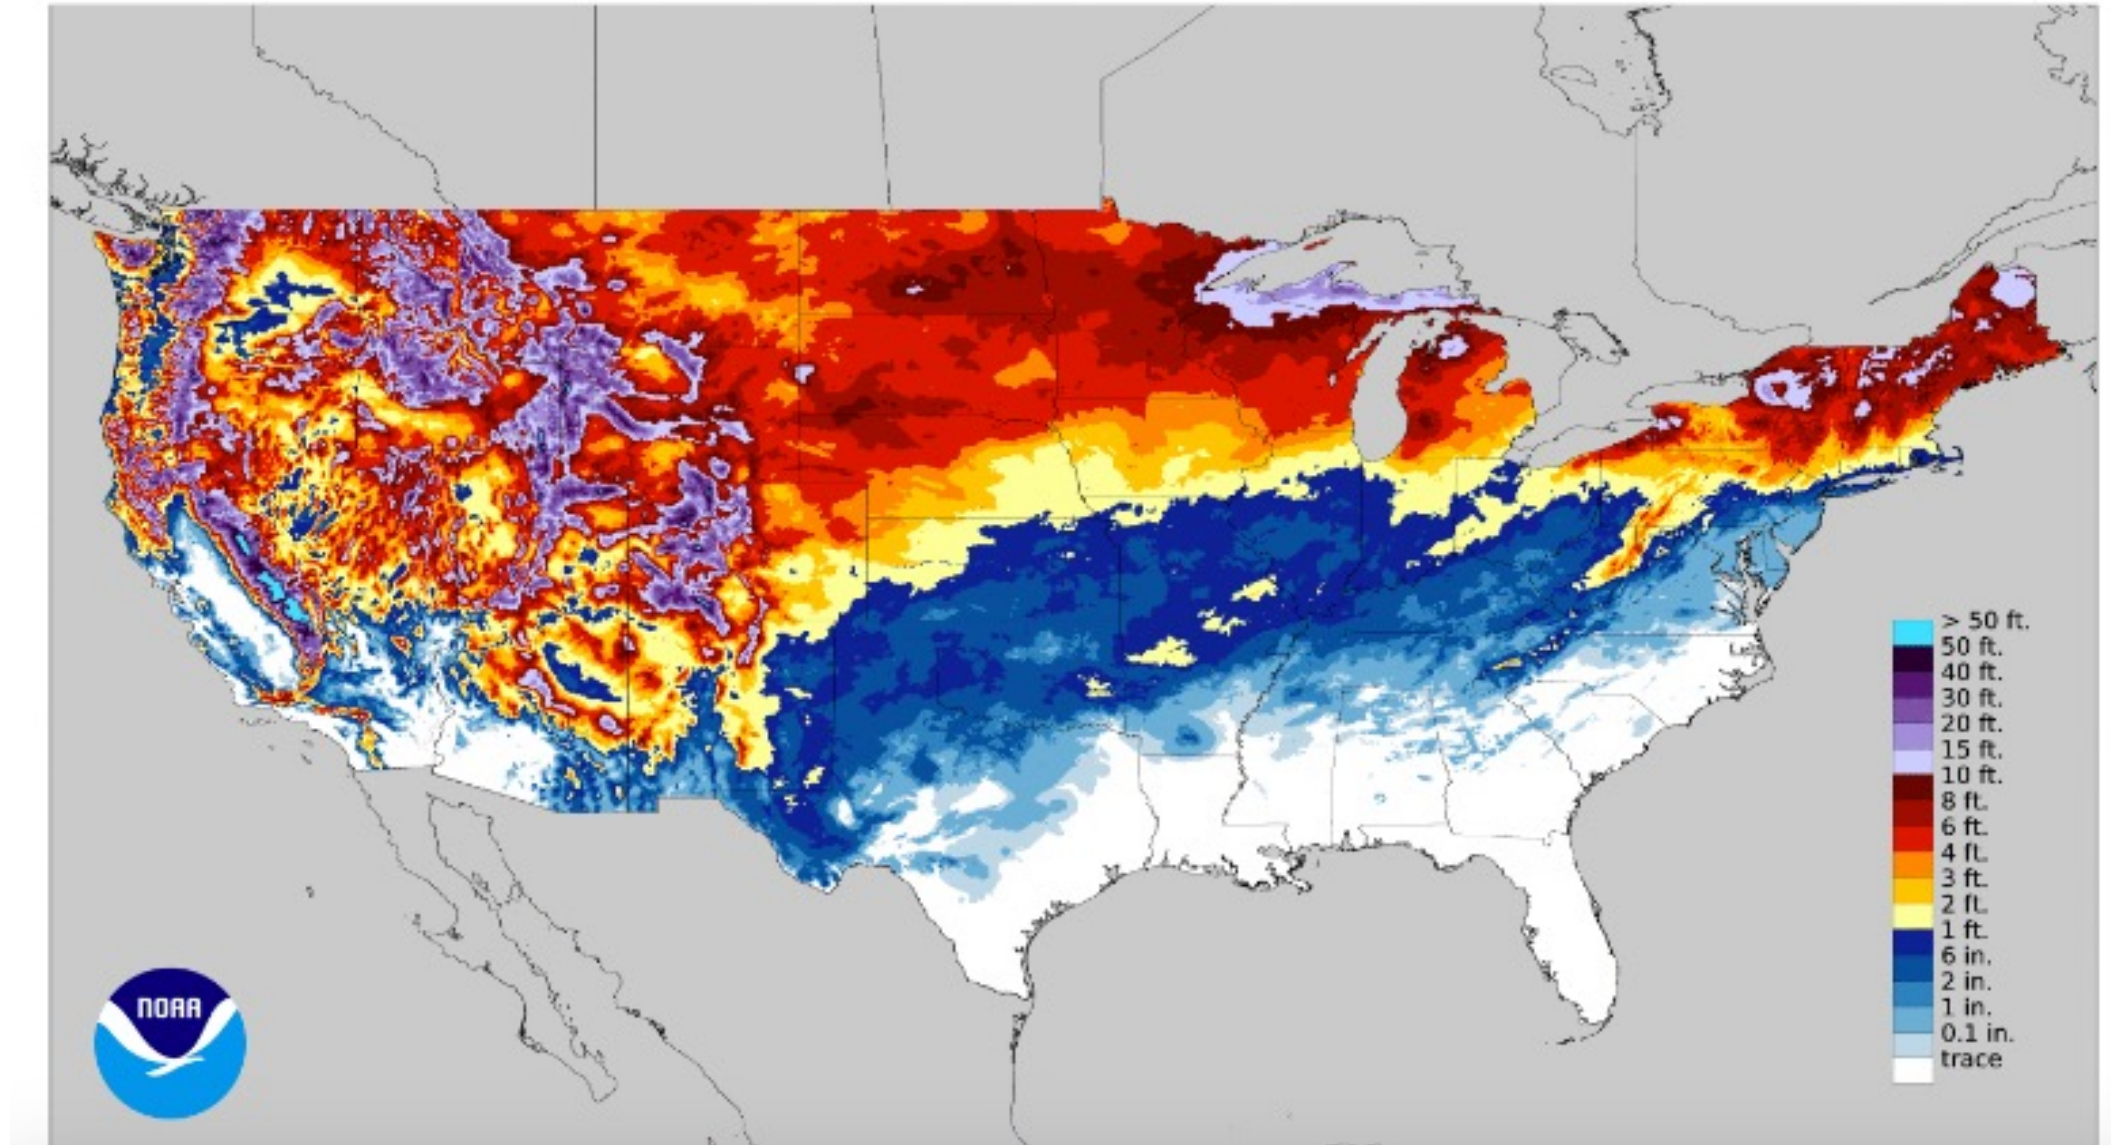 > 50 ft.
50 ft.
40 ft.
30 ft.
20 ft.
15 ft.
10 ft.
8 ft.
6 ft.
4 ft.
3 ft.
2 ft.
1 ft.
6 in.
2 in.
1 in.
0.1 in.
trace
NOAA